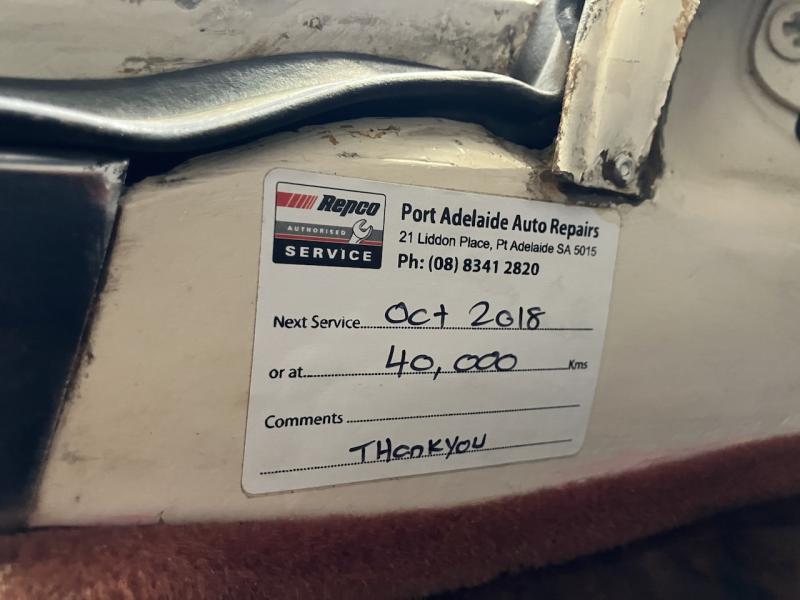 Repco
AUTHORISED
SERVICE
Port Adelaide Auto Repairs
21 Liddon Place, Pt Adelaide SA 5015
Ph: (08) 8341 2820
Next Service Oct 2018
or at 40,000 Kms
Comments
THankyou